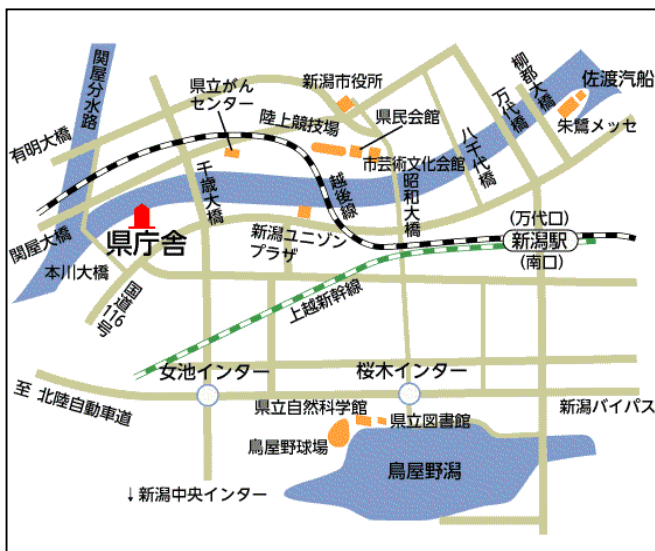 関屋分水路
有明大橋
県立がん
センター
新潟市役所
陸上競技場
県民会館
市芸術文化会館
八千代橋
万代橋
柳都大橋
佐渡汽船
朱鷺メッセ
千歳大橋
越後線
昭和大橋
関屋大橋
県庁舎
本川大橋
国道116号
新潟ユニゾン
プラザ
(万代口)
新潟駅
(南口)
上越新幹線
女池インター
桜木インター
至 北陸自動車道
新潟バイパス
県立自然科学館
県立図書館
鳥屋野球場
鳥屋野潟
↓新潟中央インター